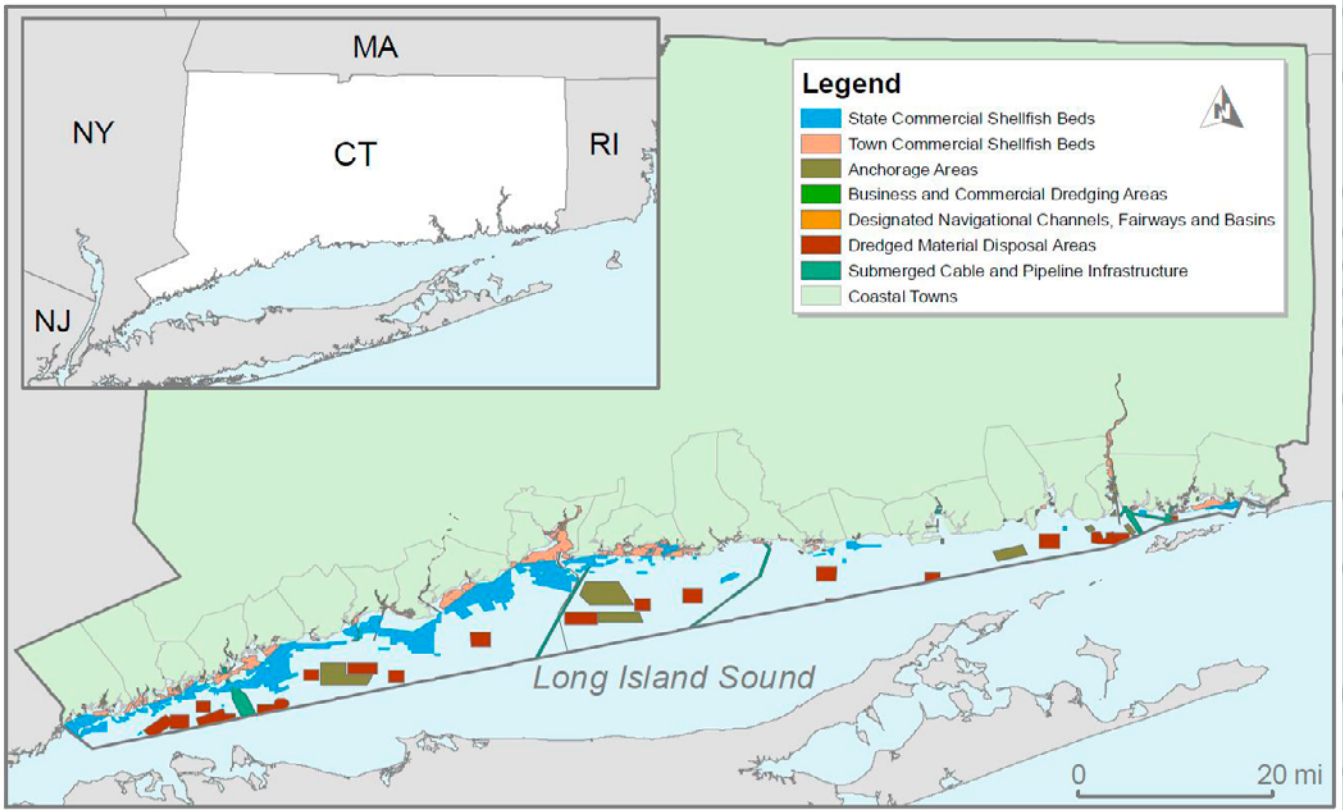 MA
NY
CT
RI
NJ
Legend
N
State Commercial Shellfish Beds
Town Commercial Shellfish Beds
Anchorage Areas
Business and Commercial Dredging Areas
Designated Navigational Channels, Fairways and Basins
Dredged Material Disposal Areas
Submerged Cable and Pipeline Infrastructure
Coastal Towns
Long Island Sound
0 20 mi